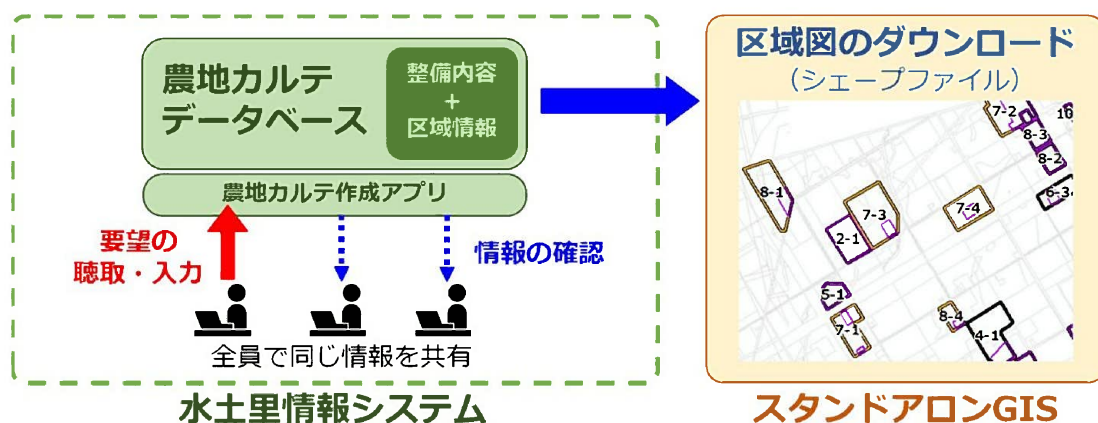 農地カルテ
データベース
整備内容
+
区域情報
農地カルテ作成アプリ
要望の
聴取・入力
情報の確認
全員で同じ情報を共有
水土里情報システム
区域図のダウンロード
（シェープファイル）
7-2
10
8-3
8-2
8-1
6-3
7-3
7-4
2-1
5-1
7-1
8-4
4-1
スタンドアロンGIS